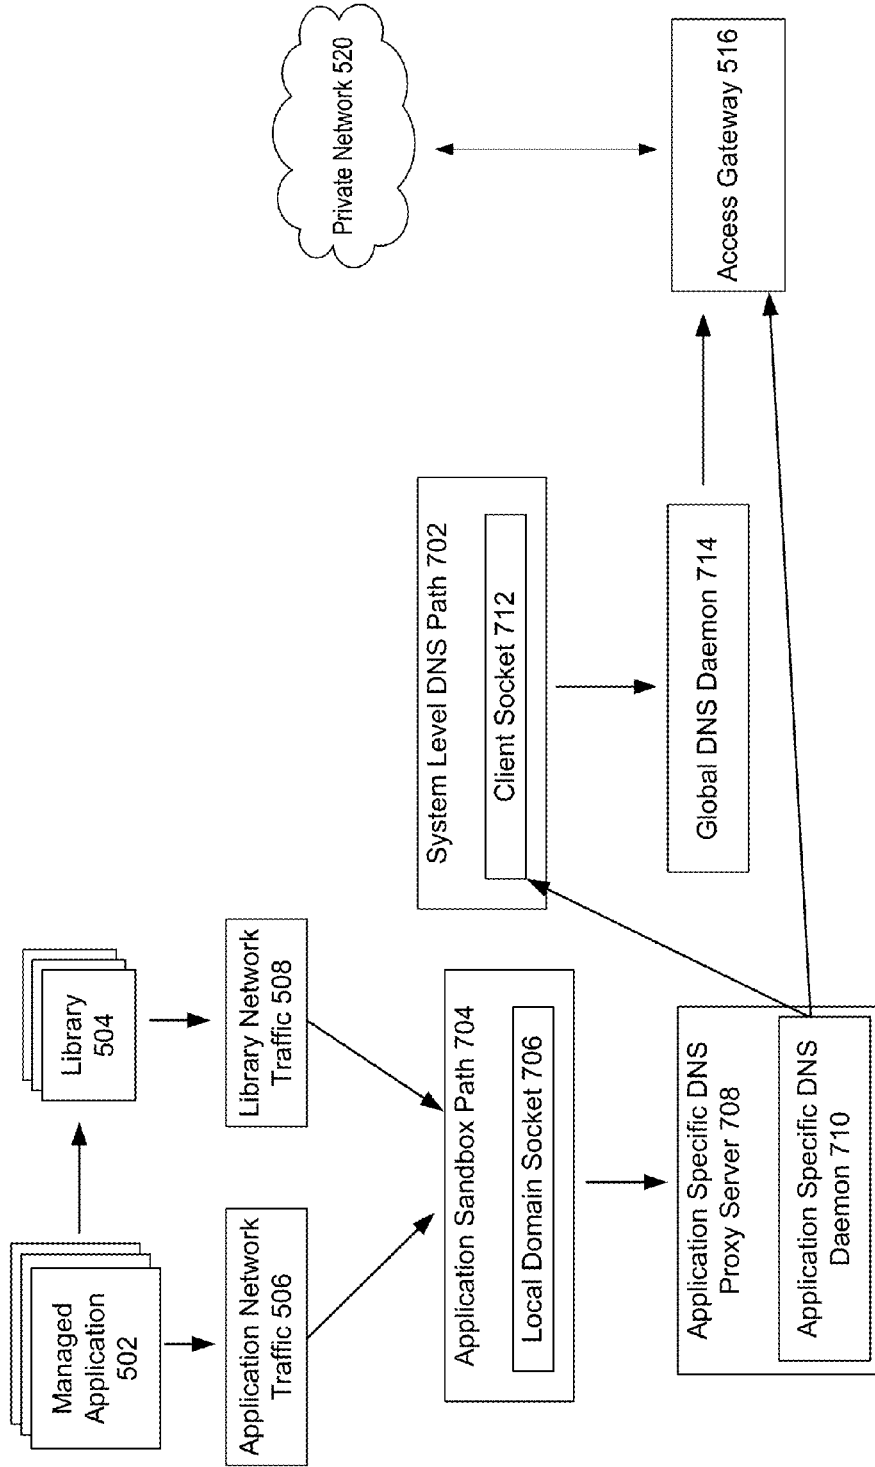 Managed
Application
502
Library
504
Application Network
Traffic 506
Library Network
Traffic 508
Application Sandbox Path 704
Local Domain Socket 706
Application Specific DNS
Proxy Server 708
Application Specific DNS
Daemon 710
System Level DNS Path 702
Client Socket 712
Global DNS Daemon 714
Private Network 520
Access Gateway 516